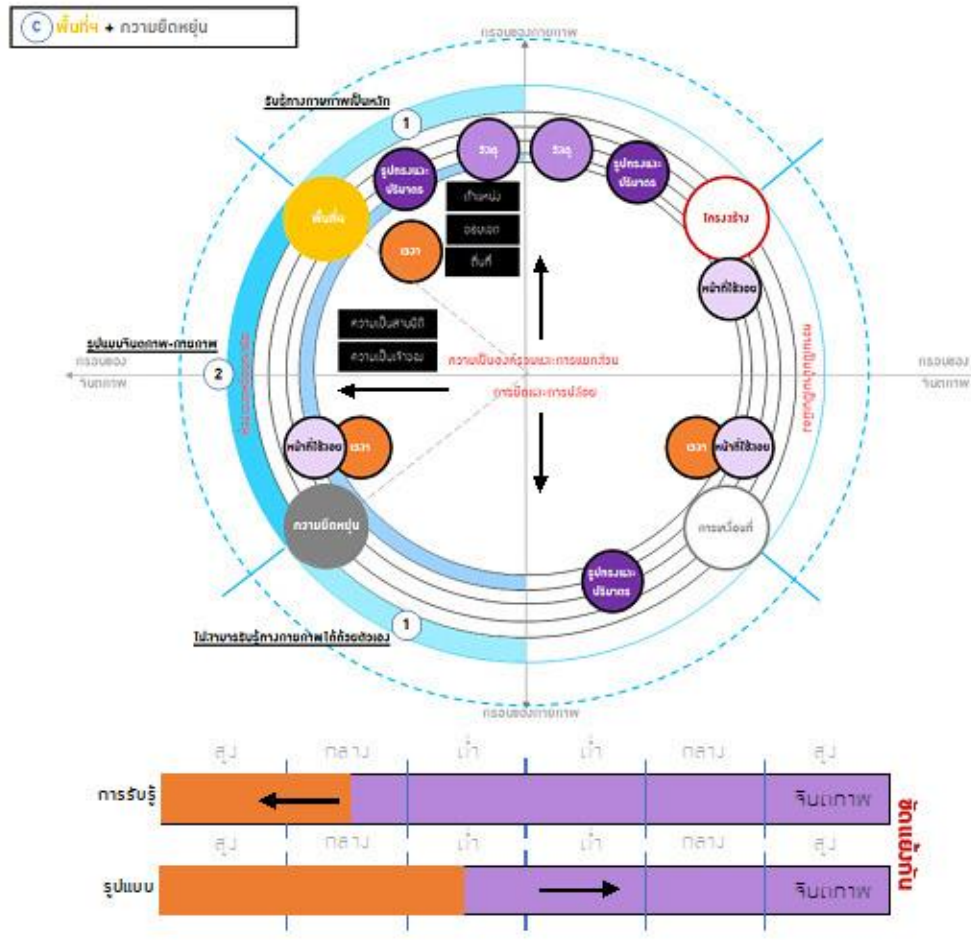 C พื้นที่ฯ + ความยืดหยุ่น
กรอบของกายภาพ
รับรู้ทางกายภาพเป็นหลัก
1
วัสดุ
วัสดุ
รูปทรงและ
ปริมาตร
รูปทรงและ
ปริมาตร
พื้นที่ฯ
ตำแหน่ง
โครงสร้าง
เวลา
พื้นที่
หน้าที่ใช้สอย
ความเป็นสามมิติ
รูปแบบจินตภาพ-กายภาพ
ความเป็นเจ้าของ
ความเป็นองค์รวมและการแยกส่วน
กรอบของ
จินตภาพ
2
กรอบของ
จินตภาพ
การยึดและการปล่อย
หน้าที่ใช้สอย
เวลา
เวลา
หน้าที่ใช้สอย
ความยืดหยุ่น
การเคลื่อนที่
รูปทรงและ
ปริมาตร
1
ไม่สามารถรับรู้ทางกายภาพได้ด้วยตัวเอง
กรอบของกายภาพ
สูง กลาง ต่ำ ต่ำ กลาง สูง
การรับรู้ จินตภาพ
สูง กลาง ต่ำ ต่ำ กลาง สูง
รูปแบบ จินตภาพ
ขัดแย้งกัน